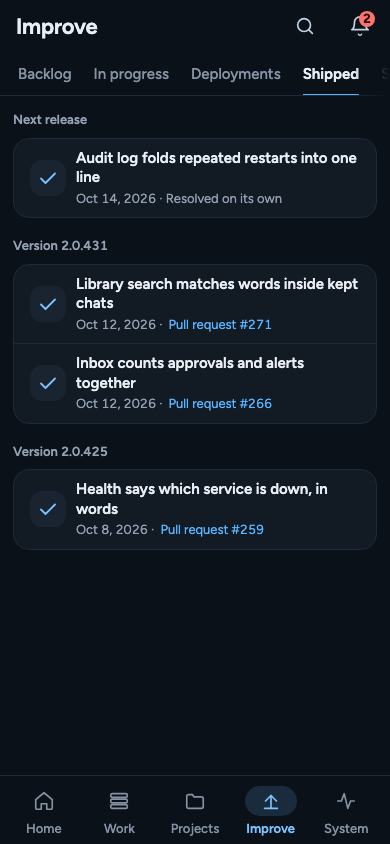 Improve
2
Backlog In progress Deployments Shipped
Next release
Audit log folds repeated restarts into one
line
Oct 14, 2026 · Resolved on its own
Version 2.0.431
Library search matches words inside kept
chats
Oct 12, 2026 · Pull request #271
Inbox counts approvals and alerts
together
Oct 12, 2026 · Pull request #266
Version 2.0.425
Health says which service is down, in
words
Oct 8, 2026 · Pull request #259
Home Work Projects Improve System